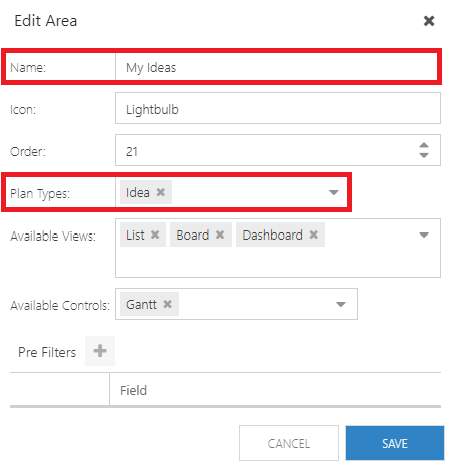 Edit Area ✖
Name: My Ideas
Icon: Lightbulb
Order: 21
Plan Types: Idea ✖
Available Views: List ✖ Board ✖ Dashboard ✖
Available Controls: Gantt ✖
Pre Filters +
Field
CANCEL SAVE